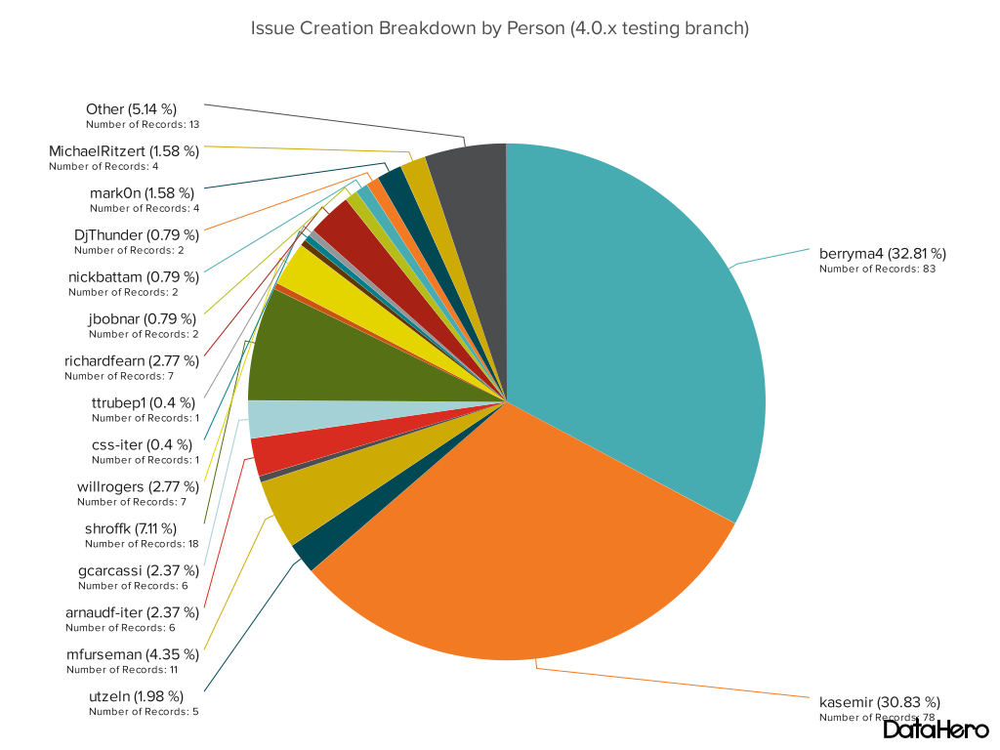 Issue Creation Breakdown by Person (4.0.x testing branch)
Other (5.14 %)
Number of Records: 13
MichaelRitzert (1.58 %)
Number of Records: 4
mark0n (1.58 %)
Number of Records: 4
DjThunder (0.79 %)
Number of Records: 2
nickbattam (0.79 %)
Number of Records: 2
jbobnar (0.79 %)
Number of Records: 2
richardfearn (2.77 %)
Number of Records: 7
ttrubep1 (0.4 %)
Number of Records: 1
css-iter (0.4 %)
Number of Records: 1
willrogers (2.77 %)
Number of Records: 7
shroffk (7.11 %)
Number of Records: 18
gcarcassi (2.37 %)
Number of Records: 6
arnaudf-iter (2.37 %)
Number of Records: 6
mfurseman (4.35 %)
Number of Records: 11
utzeln (1.98 %)
Number of Records: 5
berryma4 (32.81 %)
Number of Records: 83
kasemir (30.83 %)
Number of Records: 78
DataHero